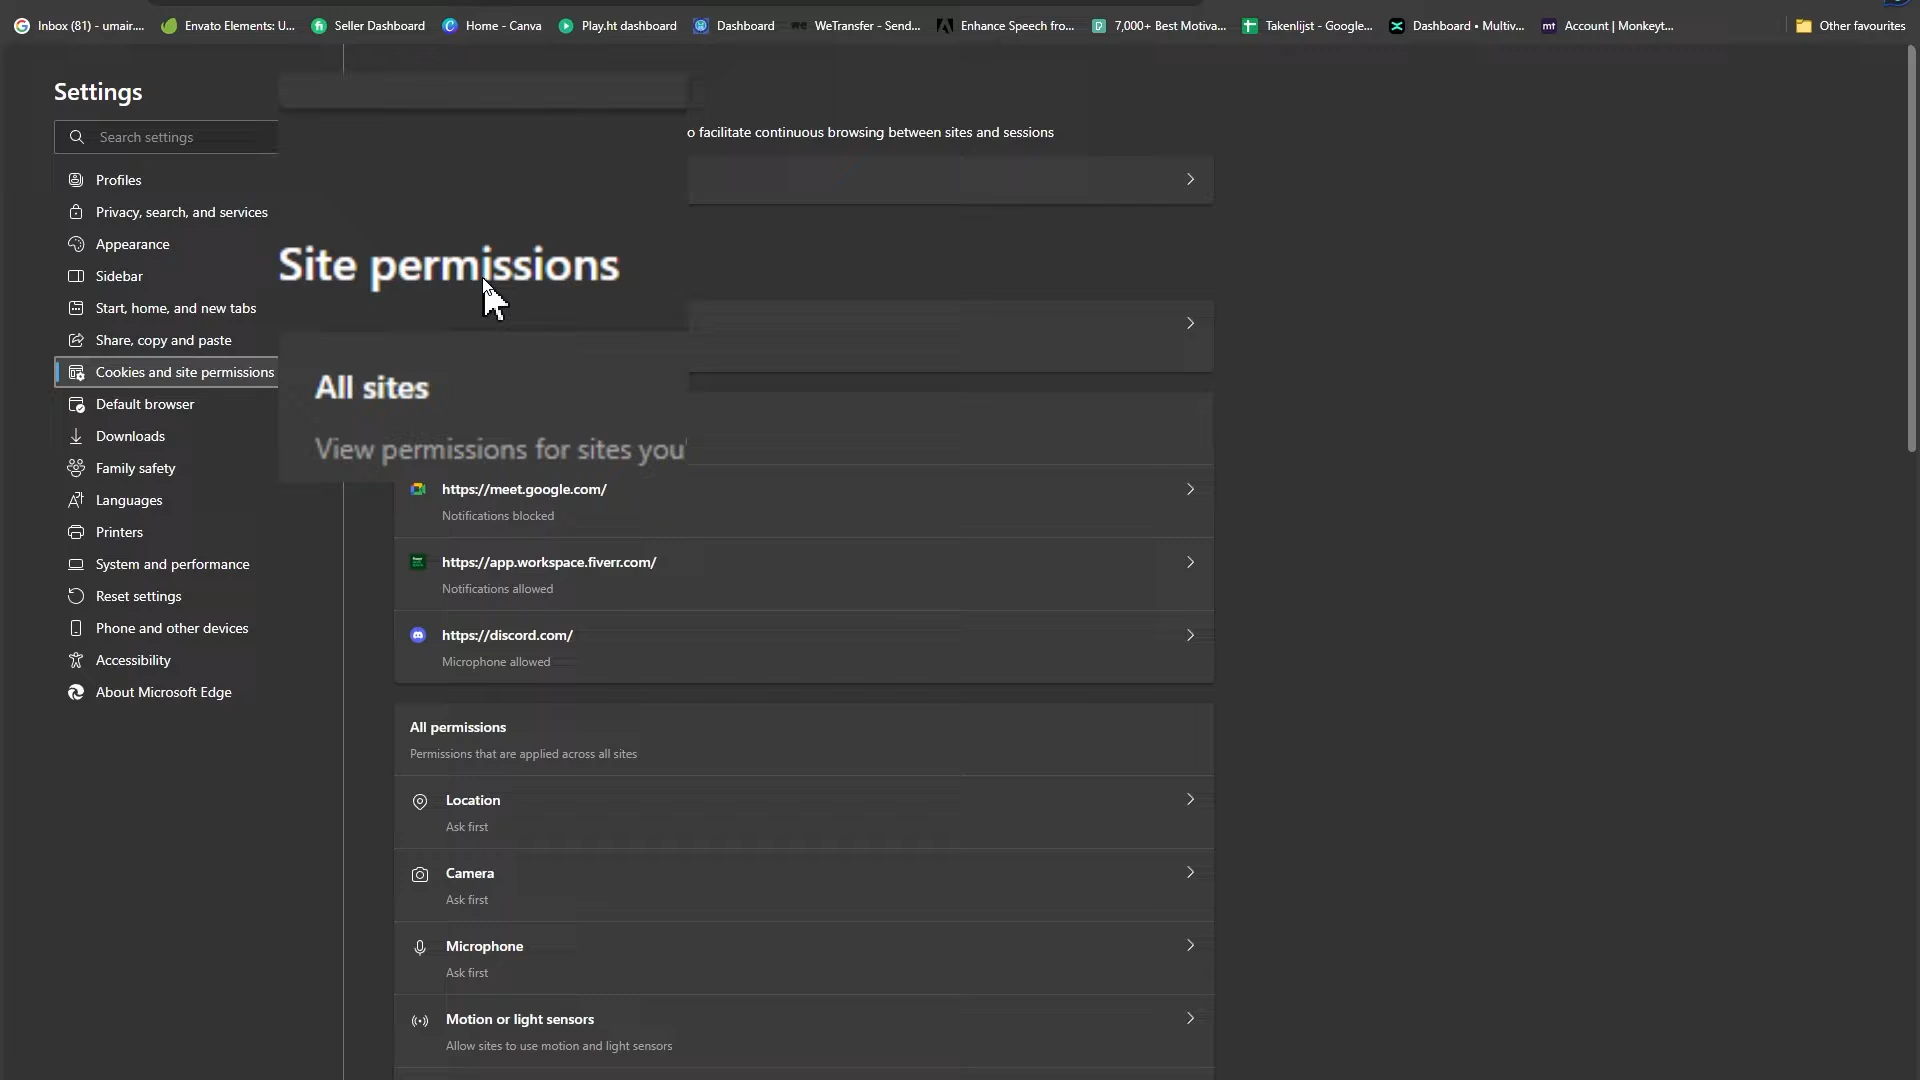 Inbox (81) - umair....
Envato Elements: U...
Seller Dashboard
Home - Canva
Play.ht dashboard
Dashboard
WeTransfer - Send...
Enhance Speech fro...
7,000+ Best Motiva...
Takenlijst - Google...
Dashboard • Multiv...
mt
Account | Monkeyt...
Other favourites
Settings
Search settings
Profiles
Privacy, search, and services
Appearance
Sidebar
Start, home, and new tabs
Share, copy and paste
Cookies and site permissions
Default browser
Downloads
Family safety
Languages
Printers
System and performance
Reset settings
Phone and other devices
Accessibility
About Microsoft Edge
o facilitate continuous browsing between sites and sessions
Site permissions
All sites
View permissions for sites you'
https://meet.google.com/
Notifications blocked
https://app.workspace.fiverr.com/
Notifications allowed
https://discord.com/
Microphone allowed
All permissions
Permissions that are applied across all sites
Location
Ask first
Camera
Ask first
Microphone
Ask first
Motion or light sensors
Allow sites to use motion and light sensors